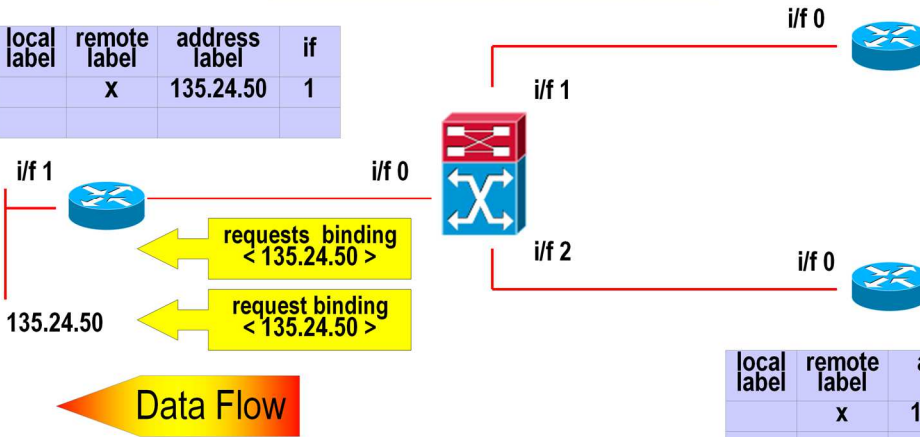 i/f 0
local label remote label address label if
x 135.24.50 1
i/f 1
i/f 1
i/f 0
requests binding
< 135.24.50 >
i/f 2
i/f 0
request binding
< 135.24.50 >
135.24.50
Data Flow
local label remote label a
x 1